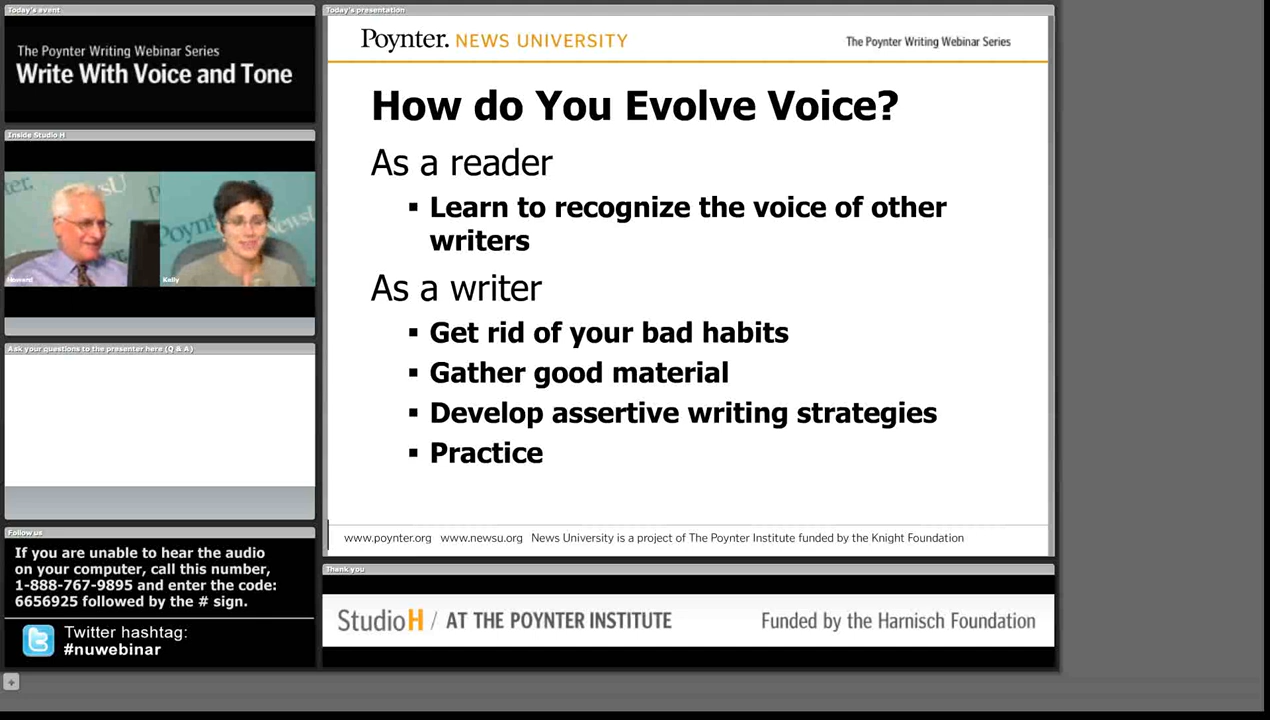 Today's event
The Poynter Writing Webinar Series
Write With Voice and Tone
Inside Studio H
Howard
Kelly
Ask your questions to the presenter here (Q & A)
Follow us
If you are unable to hear the audio
on your computer, call this number,
1-888-767-9895 and enter the code:
6656925 followed by the # sign.
Twitter hashtag:
#nuwebinar
Today's presentation
Poynter. NEWS UNIVERSITY
The Poynter Writing Webinar Series
How do You Evolve Voice?
As a reader
▪ Learn to recognize the voice of other
writers
As a writer
▪ Get rid of your bad habits
▪ Gather good material
▪ Develop assertive writing strategies
▪ Practice
www.poynter.org www.newsu.org News University is a project of The Poynter Institute funded by the Knight Foundation
Thank you
StudioH / AT THE POYNTER INSTITUTE
Funded by the Harnisch Foundation